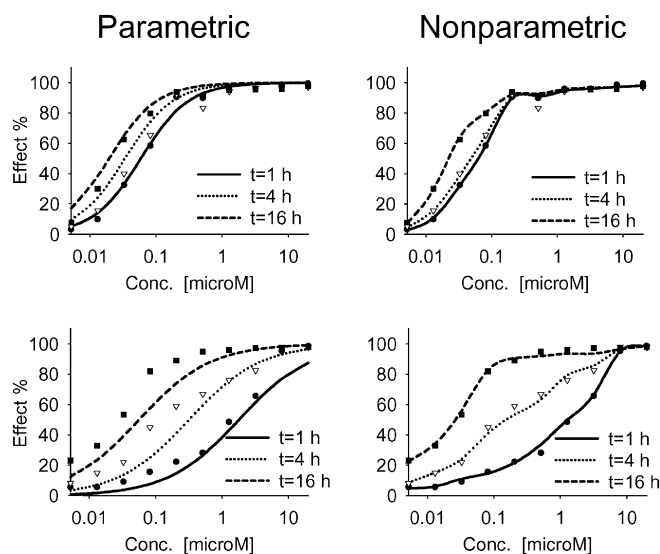 Parametric
Nonparametric
100
80
60
40
20
0
Effect %
t=1 h
t=4 h
t=16 h
0.01
0.1
1
10
Conc. [microM]
100
80
60
40
20
0
Effect %
t=1 h
t=4 h
t=16 h
0.01
0.1
1
10
Conc. [microM]
100
80
60
40
20
0
Effect %
t=1 h
t=4 h
t=16 h
0.01
0.1
1
10
Conc. [microM]
100
80
60
40
20
0
Effect %
t=1 h
t=4 h
t=16 h
0.01
0.1
1
10
Conc. [microM]